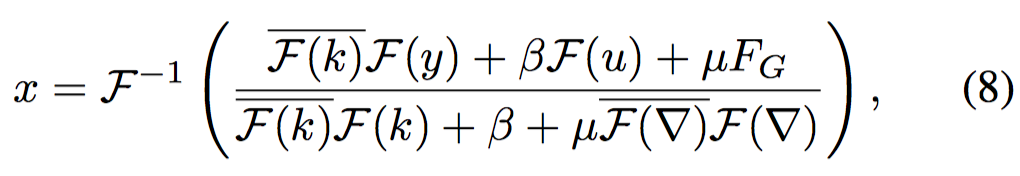 x = \mathcal{F}^{-1} \left( \frac{\overline{\mathcal{F}(k)}\mathcal{F}(y) + \beta\mathcal{F}(u) + \mu F_G}{\overline{\mathcal{F}(k)}\mathcal{F}(k) + \beta + \mu\overline{\mathcal{F}(\nabla)}\mathcal{F}(\nabla)} \right), \quad (8)